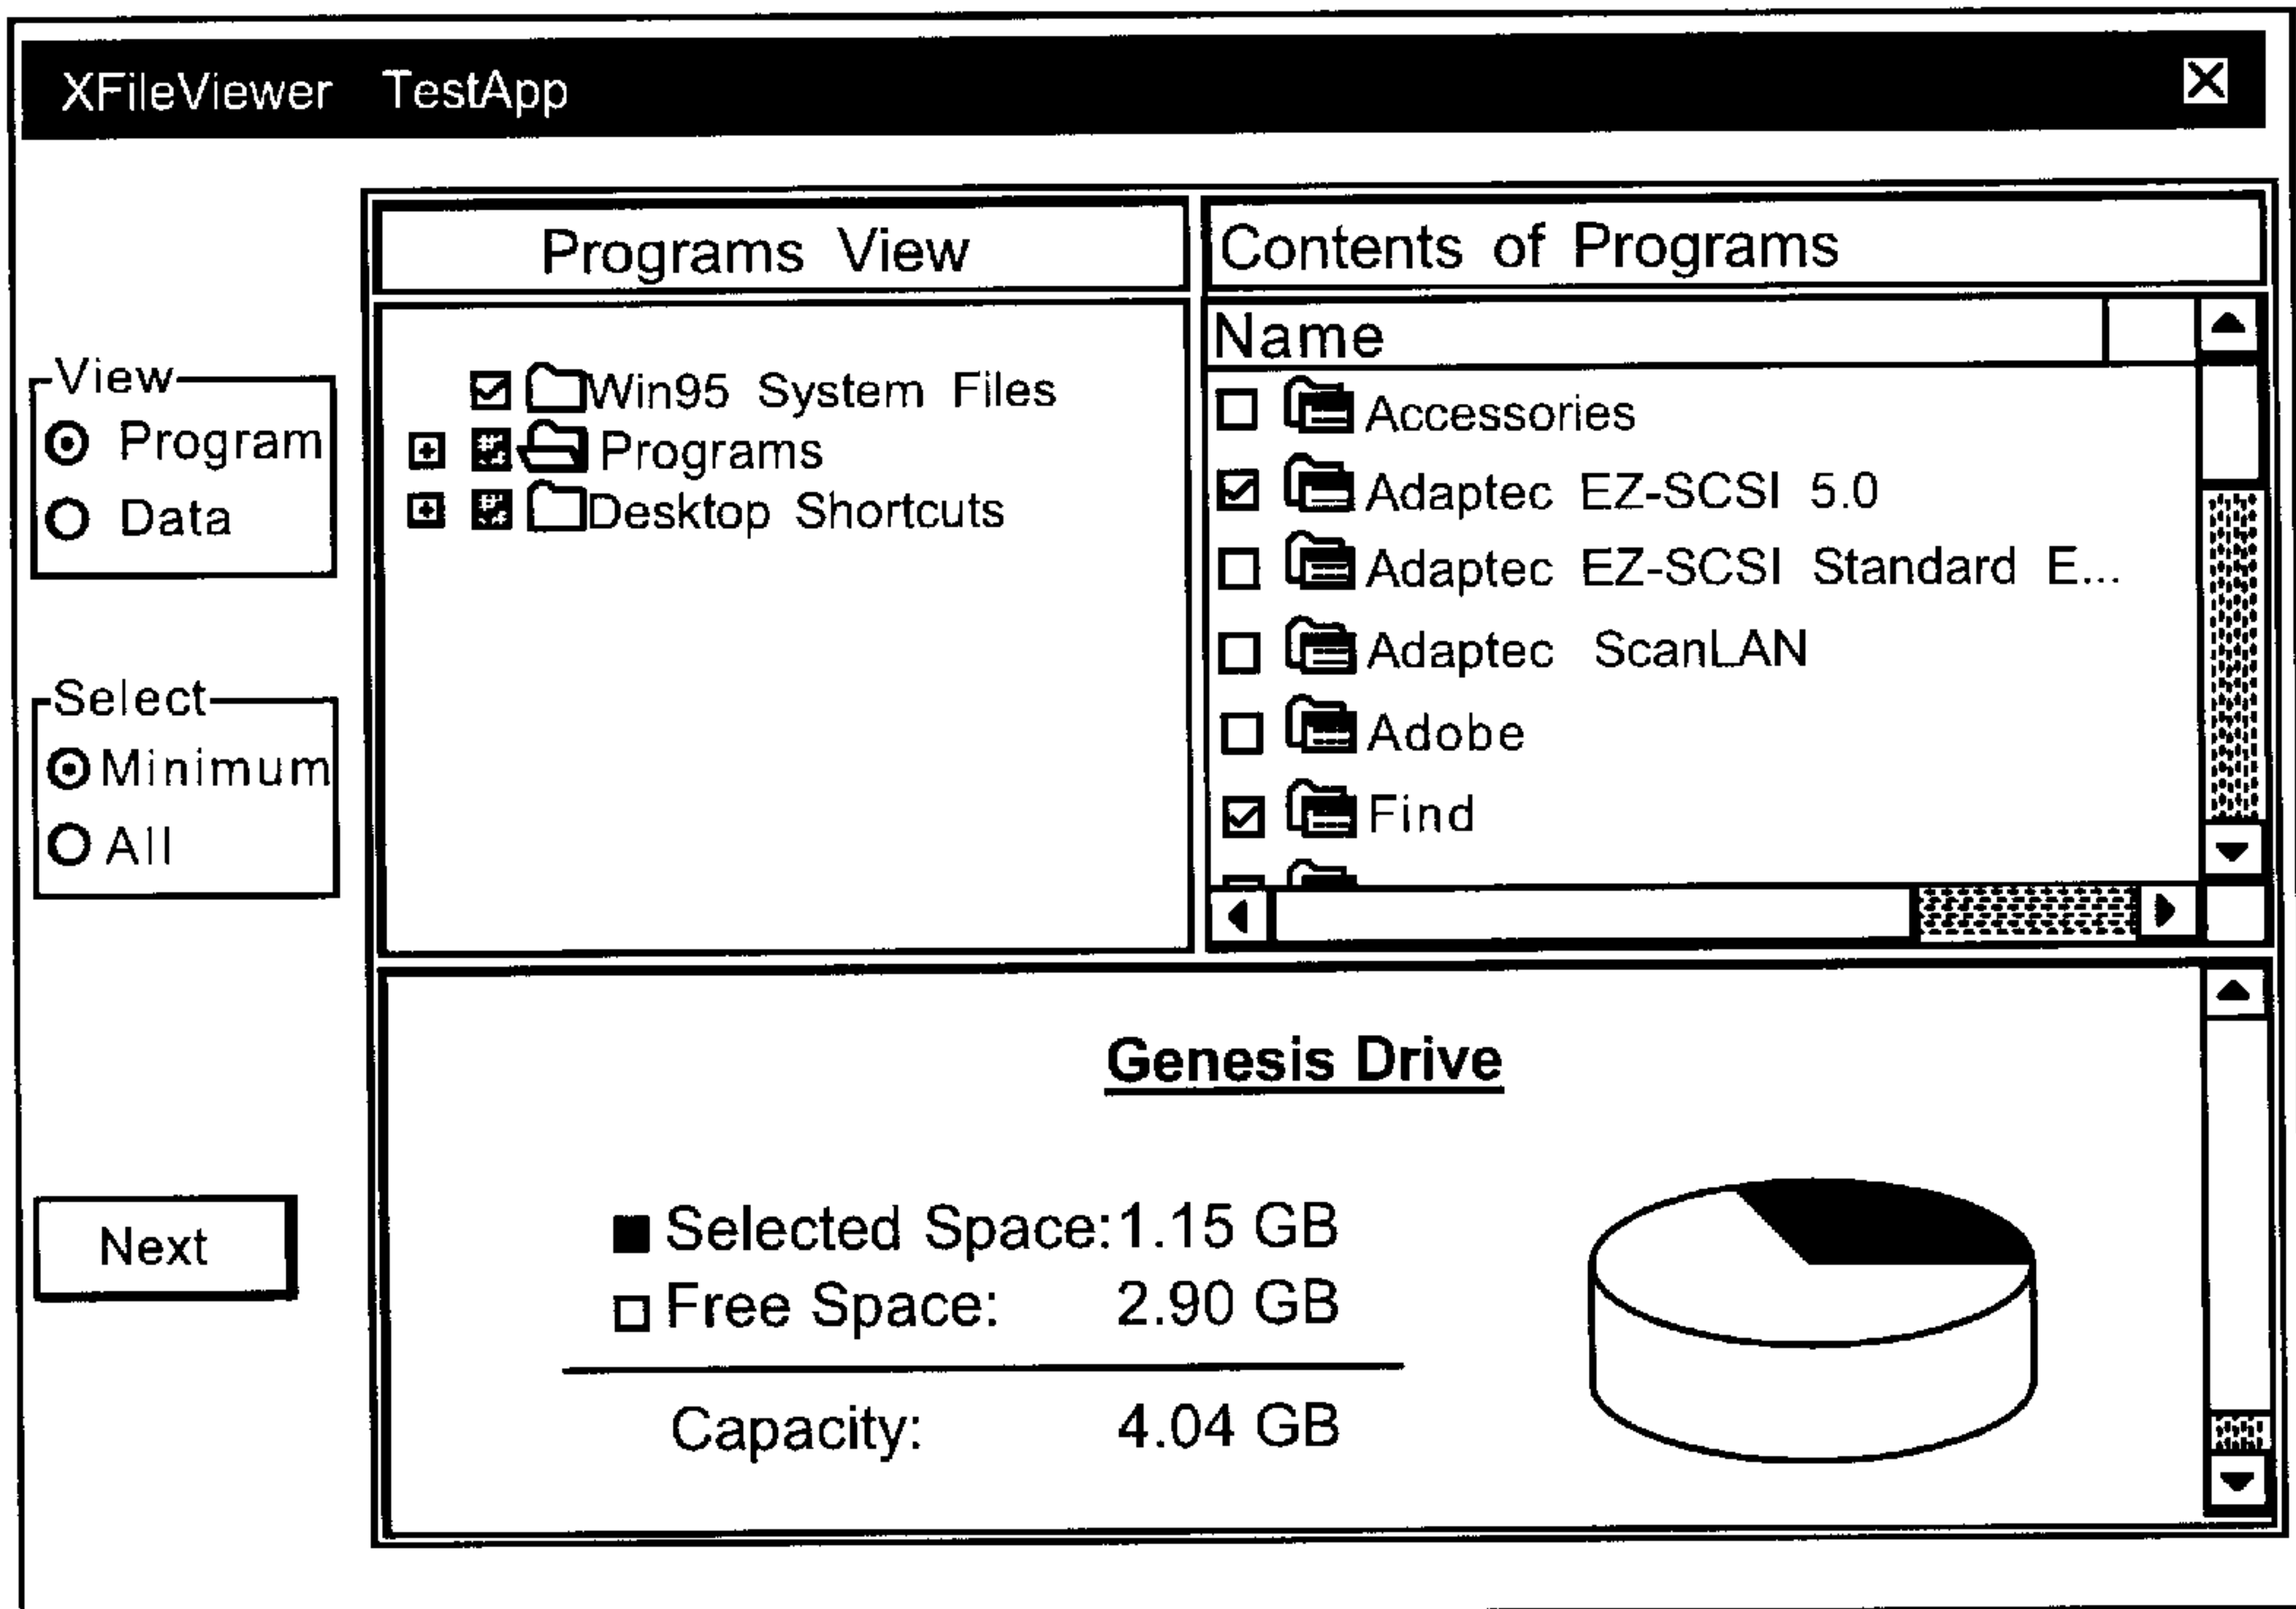 XFileViewer TestApp
View
Program
Data
Select
Minimum
All
Next
Programs View
Win95 System Files
Programs
Desktop Shortcuts
Contents of Programs
Name
Accessories
Adaptec EZ-SCSI 5.0
Adaptec EZ-SCSI Standard E...
Adaptec ScanLAN
Adobe
Find
Genesis Drive
Selected Space: 1.15 GB
Free Space: 2.90 GB
Capacity: 4.04 GB